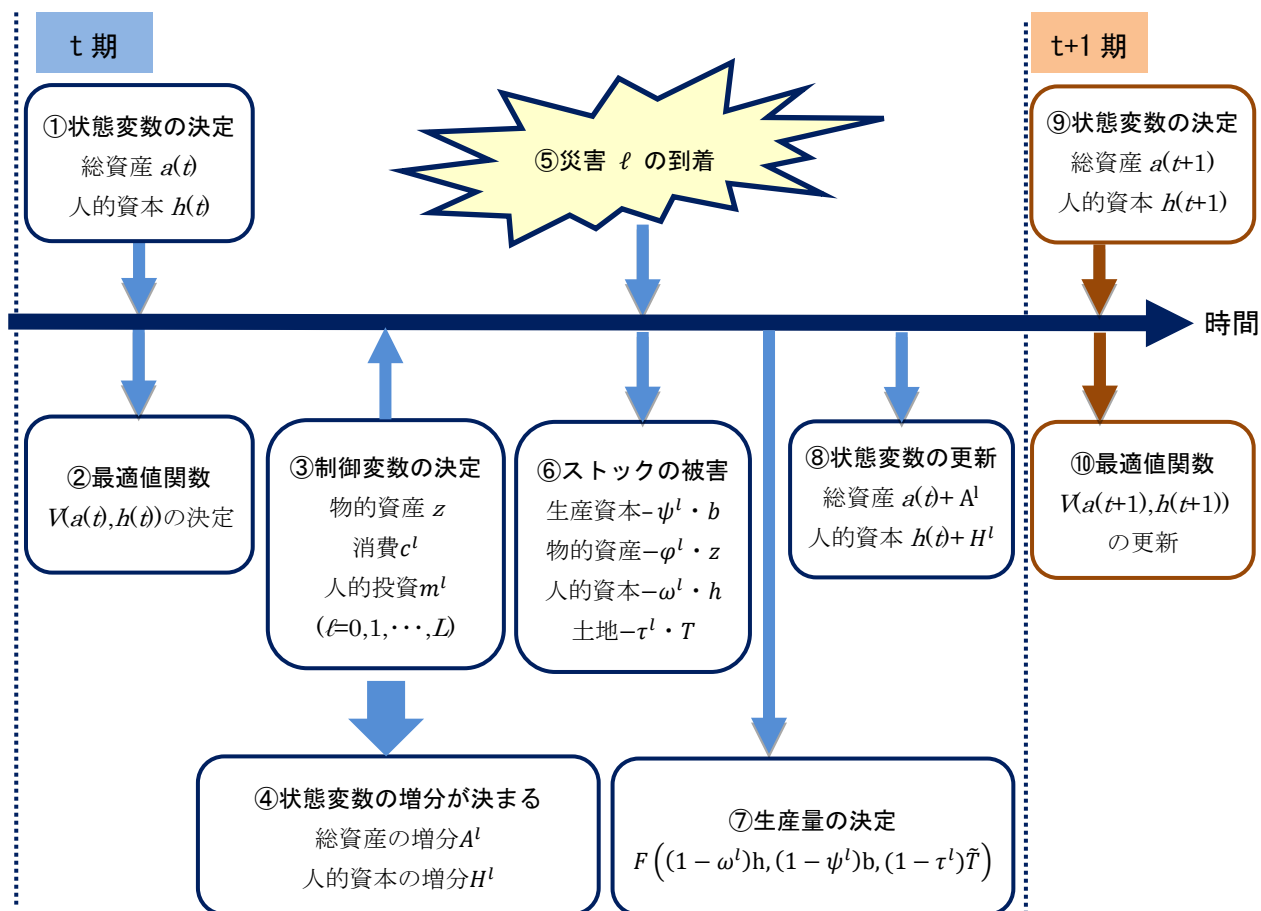 t 期
t+1 期
①状態変数の決定
総資産 a(t)
人的資本 h(t)
⑤災害 ℓ の到着
⑨状態変数の決定
総資産 a(t+1)
人的資本 h(t+1)
時間
②最適値関数
V(a(t),h(t))の決定
③制御変数の決定
物的資産 z
消費c^l
人的投資m^l
(ℓ=0,1,・・・,L)
⑥ストックの被害
生産資本−ψ^l・b
物的資産−φ^l・z
人的資本−ω^l・h
土地−τ^l・T
⑧状態変数の更新
総資産 a(t)+ A^l
人的資本 h(t)+ H^l
⑩最適値関数
V(a(t+1),h(t+1))
の更新
④状態変数の増分が決まる
総資産の増分A^l
人的資本の増分H^l
⑦生産量の決定
F((1 − ω^l)h, (1 − ψ^l)b, (1 − τ^l)T̃)